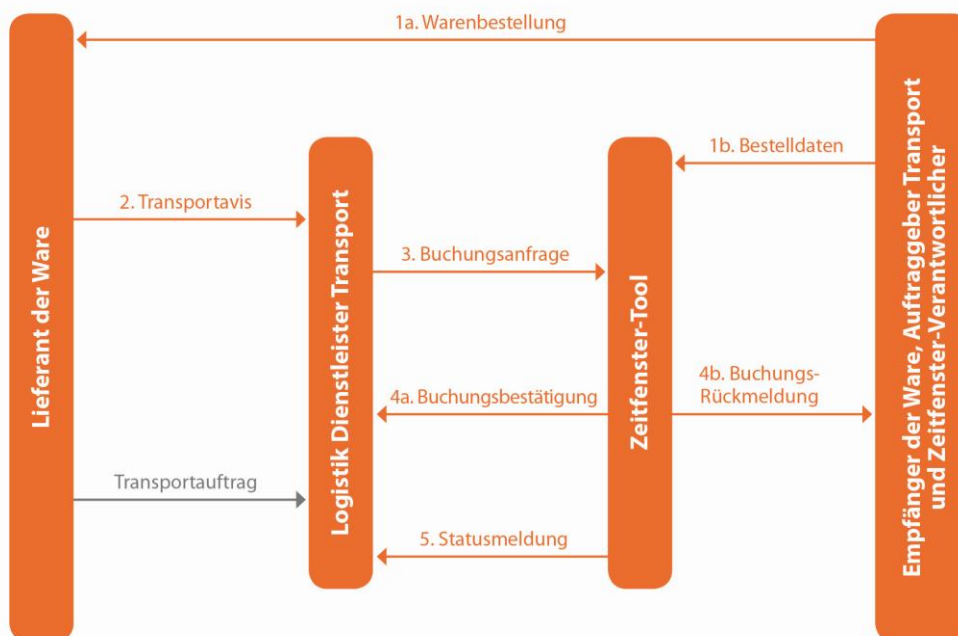 1a. Warenbestellung
1b. Bestelldaten
2. Transportavis
3. Buchungsanfrage
4a. Buchungsbestätigung
4b. Buchungs-
Rückmeldung
Transportauftrag
5. Statusmeldung
Lieferant der Ware
Logistik Dienstleister Transport
Zeitfenster-Tool
Empfänger der Ware, Auftraggeber Transport
und Zeitfenster-Verantwortlicher